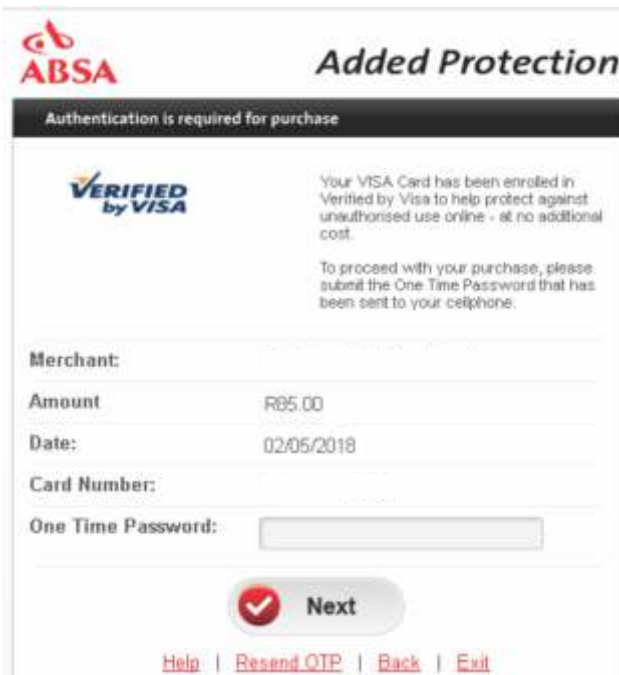 ABSA
Added Protection
Authentication is required for purchase
VERIFIED
by VISA
Your VISA Card has been enrolled in
Verified by Visa to help protect against
unauthorised use online - at no additional
cost.
To proceed with your purchase, please
submit the One Time Password that has
been sent to your cellphone.
Merchant:
Amount R85.00
Date: 02/05/2018
Card Number:
One Time Password:
Next
Help | Resend OTP | Back | Exit